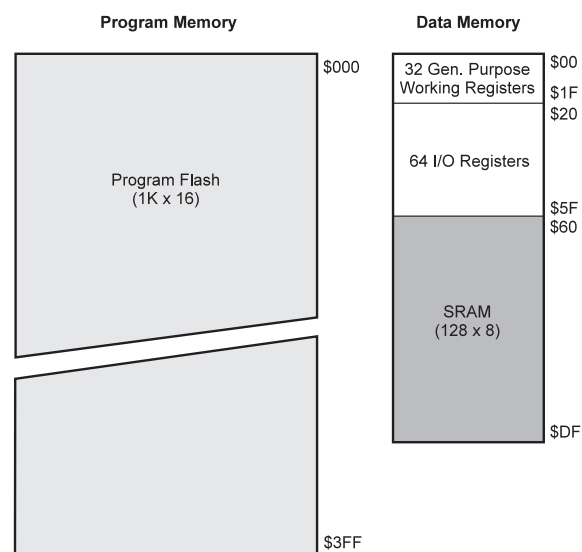 Program Memory
$000
Program Flash
(1K x 16)
$3FF
Data Memory
32 Gen. Purpose
Working Registers
$00
$1F
$20
64 I/O Registers
$5F
$60
SRAM
(128 x 8)
$DF